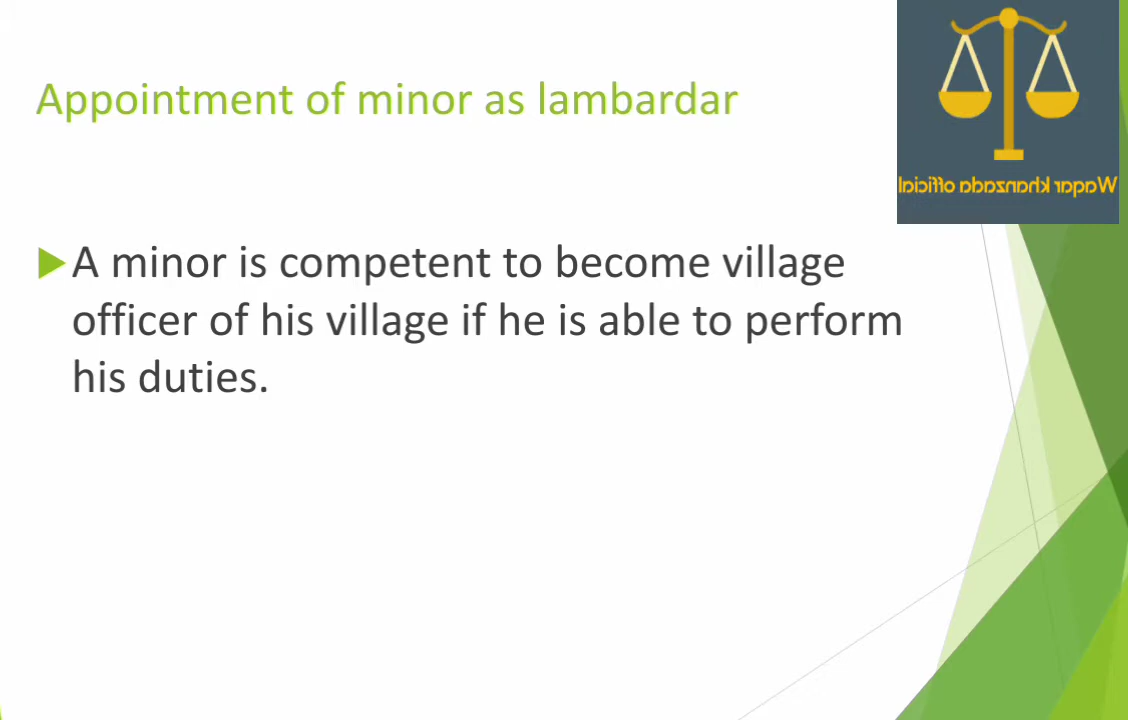 Appointment of minor as lambardar
Waqar khanzada official
A minor is competent to become village
officer of his village if he is able to perform
his duties.